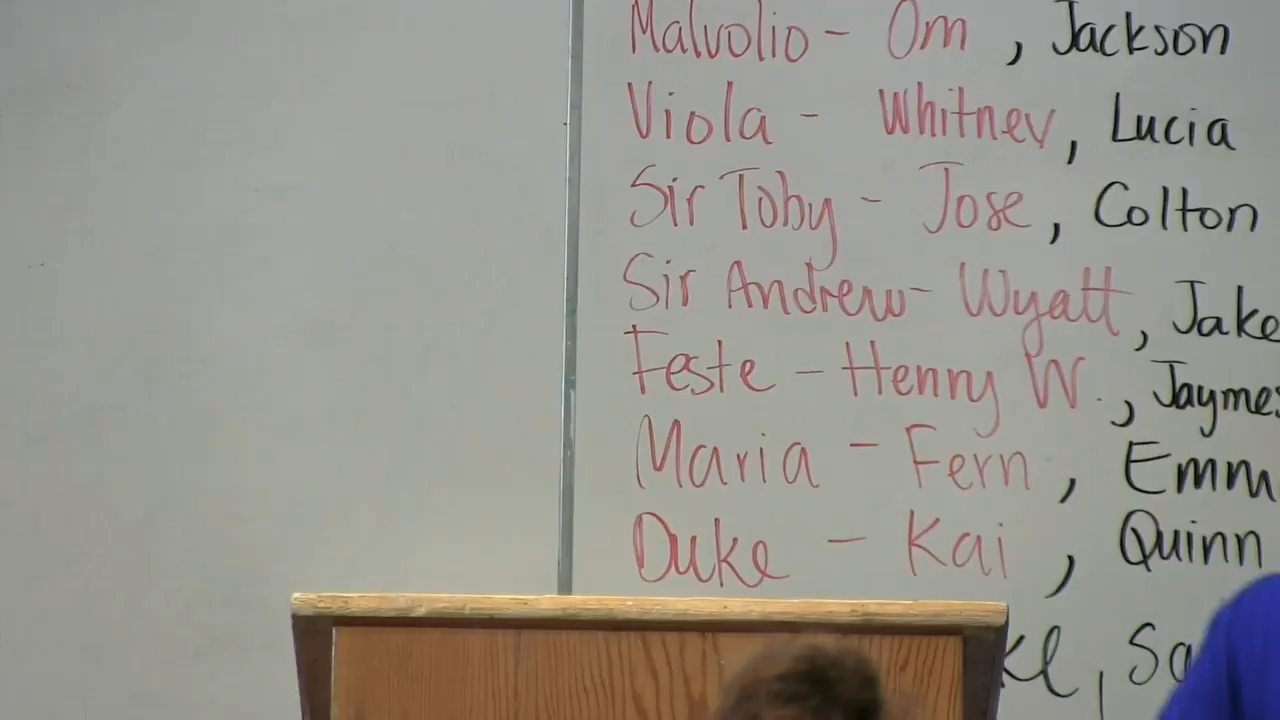 Malvolio - Om , Jackson
Viola - Whitney, Lucia
Sir Toby - Jose, Colton
Sir Andrew - Wyatt, Jake
Feste - Henry W., Jayme
Maria - Fern, Emm
Duke - Kai, Quinn